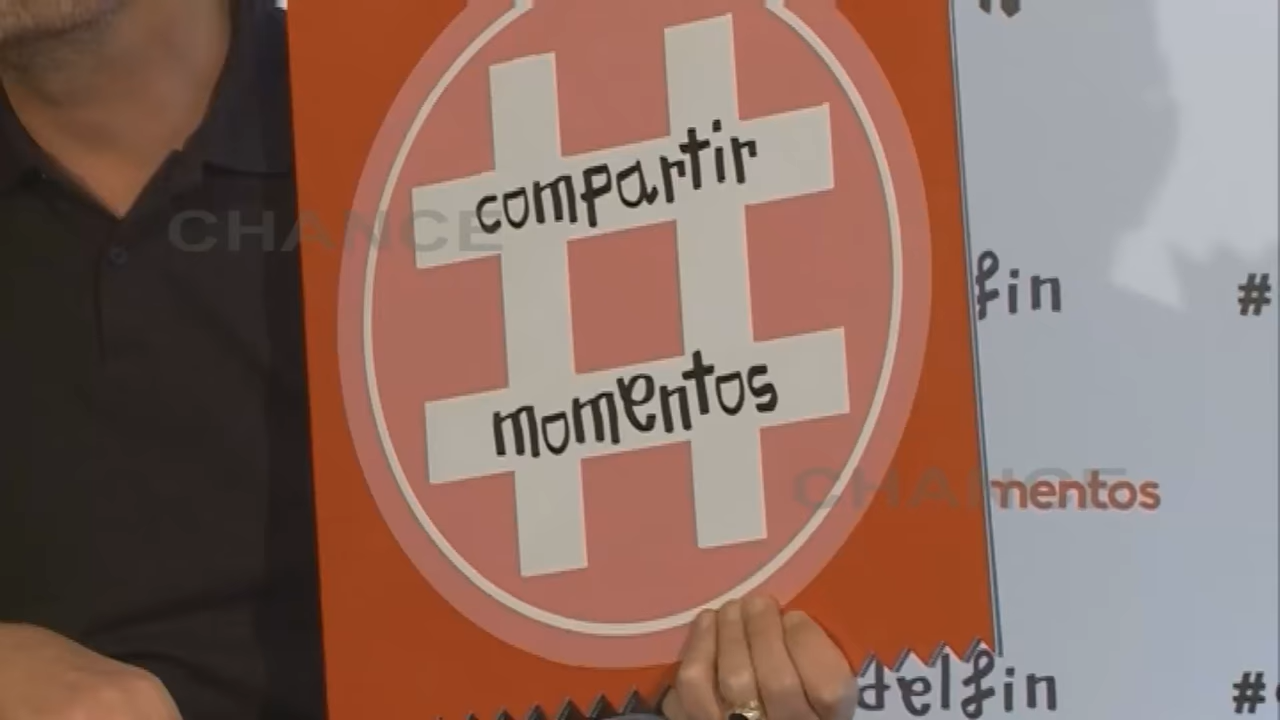 compartir
CHANCE
fin
#
momentos
CHANCE
mentos
delfin
#